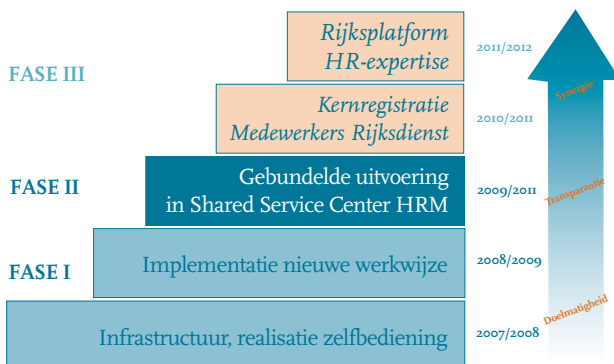 Rijksplatform
HR-expertise
2011/2012
FASE III
Synergie
Kernregistratie
Medewerkers Rijksdienst
2010/2011
FASE II
Gebundelde uitvoering
in Shared Service Center HRM
2009/2011
Transparantie
FASE I
Implementatie nieuwe werkwijze
2008/2009
Doelmatigheid
Infrastructuur, realisatie zelfbediening
2007/2008